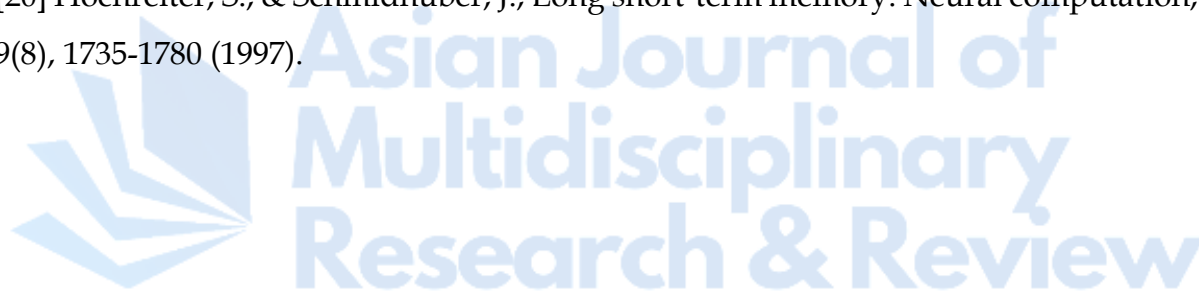 [20] Hochreiter, S., & Schmidhuber, J., Long short-term memory. Neural computation,
9(8), 1735-1780 (1997).
Asian Journal of
Multidisciplinary
Research & Review